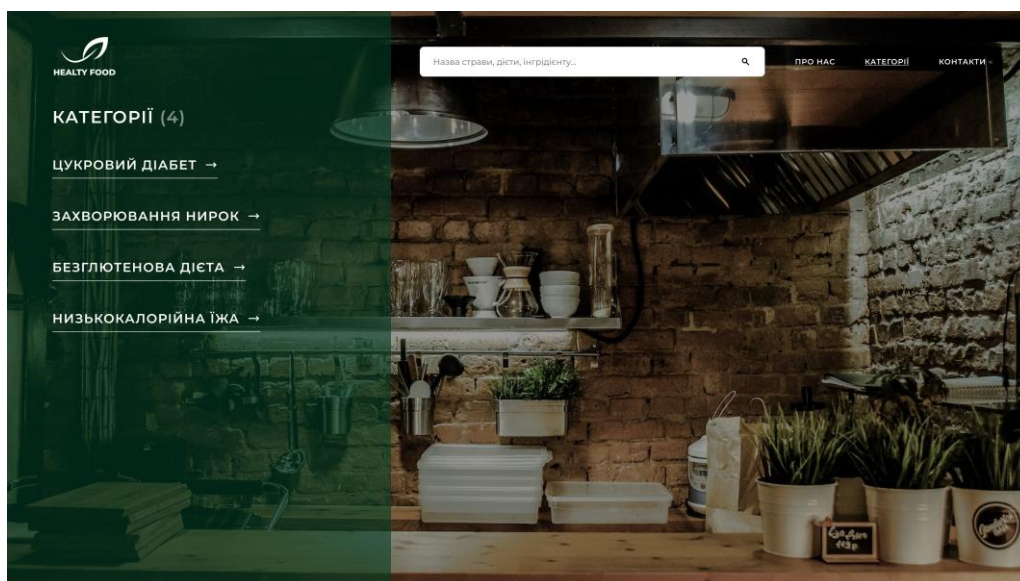 HEALTY FOOD
Назва страви, дієти, інгрідієнту...
ПРО НАС
КАТЕГОРІЇ
КОНТАКТИ
КАТЕГОРІЇ (4)
ЦУКРОВИЙ ДІАБЕТ →
ЗАХВОРЮВАННЯ НИРОК →
БЕЗГЛЮТЕНОВА ДІЄТА →
НИЗЬКОКАЛОРІЙНА ЇЖА →